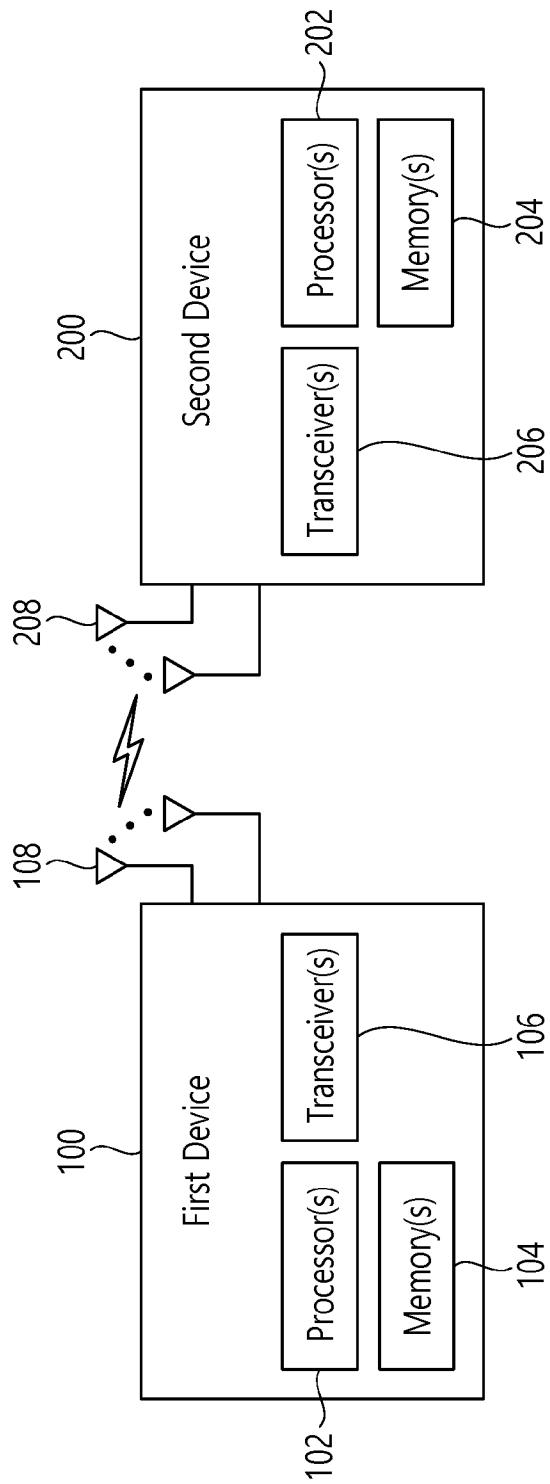 100
First Device
Processor(s)
Transceiver(s)
Memory(s)
102
104
106
108
208
200
Second Device
Transceiver(s)
Processor(s)
Memory(s)
206
204
202